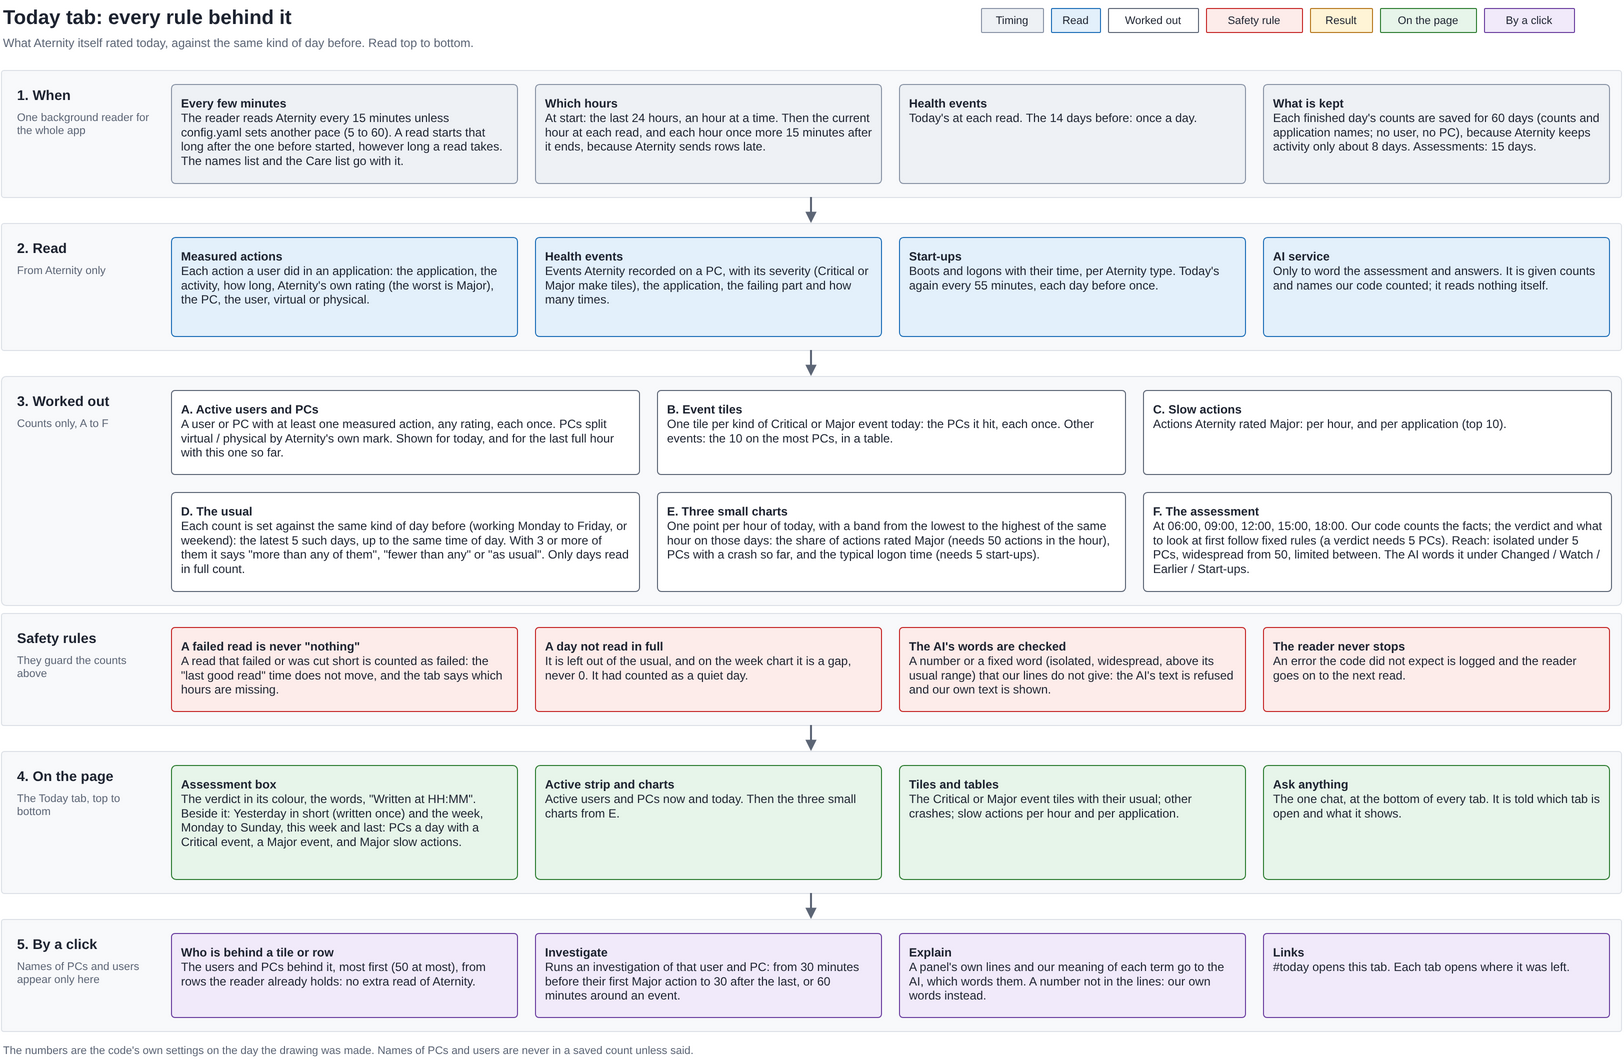 Today tab: every rule behind it
Timing
Read
Worked out
Safety rule
Result
On the page
By a click
What Aternity itself rated today, against the same kind of day before. Read top to bottom.
1. When
One background reader for
the whole app
Every few minutes
The reader reads Aternity every 15 minutes unless
config.yaml sets another pace (5 to 60). A read starts that
long after the one before started, however long a read takes.
The names list and the Care list go with it.
Which hours
At start: the last 24 hours, an hour at a time. Then the current
hour at each read, and each hour once more 15 minutes after
it ends, because Aternity sends rows late.
Health events
Today's at each read. The 14 days before: once a day.
What is kept
Each finished day's counts are saved for 60 days (counts and
application names; no user, no PC), because Aternity keeps
activity only about 8 days. Assessments: 15 days.
2. Read
From Aternity only
Measured actions
Each action a user did in an application: the application, the
activity, how long, Aternity's own rating (the worst is Major),
the PC, the user, virtual or physical.
Health events
Events Aternity recorded on a PC, with its severity (Critical or
Major make tiles), the application, the failing part and how
many times.
Start-ups
Boots and logons with their time, per Aternity type. Today's
again every 55 minutes, each day before once.
AI service
Only to word the assessment and answers. It is given counts
and names our code counted; it reads nothing itself.
3. Worked out
Counts only, A to F
A. Active users and PCs
A user or PC with at least one measured action, any rating, each once. PCs split
virtual / physical by Aternity's own mark. Shown for today, and for the last full hour
with this one so far.
B. Event tiles
One tile per kind of Critical or Major event today: the PCs it hit, each once. Other
events: the 10 on the most PCs, in a table.
C. Slow actions
Actions Aternity rated Major: per hour, and per application (top 10).
D. The usual
Each count is set against the same kind of day before (working Monday to Friday, or
weekend): the latest 5 such days, up to the same time of day. With 3 or more of
them it says "more than any of them", "fewer than any" or "as usual". Only days read
in full count.
E. Three small charts
One point per hour of today, with a band from the lowest to the highest of the same
hour on those days: the share of actions rated Major (needs 50 actions in the hour),
PCs with a crash so far, and the typical logon time (needs 5 start-ups).
F. The assessment
At 06:00, 09:00, 12:00, 15:00, 18:00. Our code counts the facts; the verdict and what
to look at first follow fixed rules (a verdict needs 5 PCs). Reach: isolated under 5
PCs, widespread from 50, limited between. The AI words it under Changed / Watch /
Earlier / Start-ups.
Safety rules
They guard the counts
above
A failed read is never "nothing"
A read that failed or was cut short is counted as failed: the
"last good read" time does not move, and the tab says which
hours are missing.
A day not read in full
It is left out of the usual, and on the week chart it is a gap,
never 0. It had counted as a quiet day.
The AI's words are checked
A number or a fixed word (isolated, widespread, above its
usual range) that our lines do not give: the AI's text is refused
and our own text is shown.
The reader never stops
An error the code did not expect is logged and the reader
goes on to the next read.
4. On the page
The Today tab, top to
bottom
Assessment box
The verdict in its colour, the words, "Written at HH:MM".
Beside it: Yesterday in short (written once) and the week,
Monday to Sunday, this week and last: PCs a day with a
Critical event, a Major event, and Major slow actions.
Active strip and charts
Active users and PCs now and today. Then the three small
charts from E.
Tiles and tables
The Critical or Major event tiles with their usual; other
crashes; slow actions per hour and per application.
Ask anything
The one chat, at the bottom of every tab. It is told which tab is
open and what it shows.
5. By a click
Names of PCs and users
appear only here
Who is behind a tile or row
The users and PCs behind it, most first (50 at most), from
rows the reader already holds: no extra read of Aternity.
Investigate
Runs an investigation of that user and PC: from 30 minutes
before their first Major action to 30 after the last, or 60
minutes around an event.
Explain
A panel's own lines and our meaning of each term go to the
AI, which words them. A number not in the lines: our own
words instead.
Links
#today opens this tab. Each tab opens where it was left.
The numbers are the code's own settings on the day the drawing was made. Names of PCs and users are never in a saved count unless said.